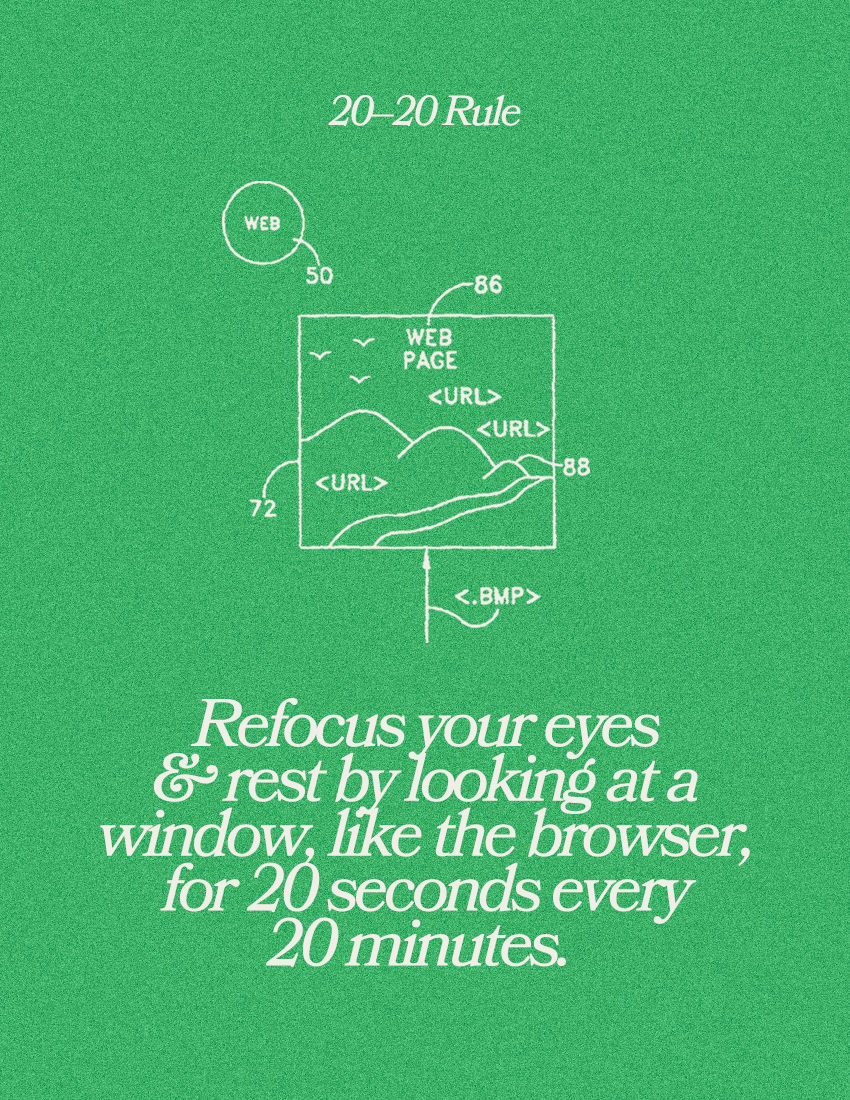 20–20 Rule
WEB
50
86
WEB
PAGE
<URL>
<URL>
88
<URL>
72
<.BMP>
Refocus your eyes
& rest by looking at a
window, like the browser,
for 20 seconds every
20 minutes.